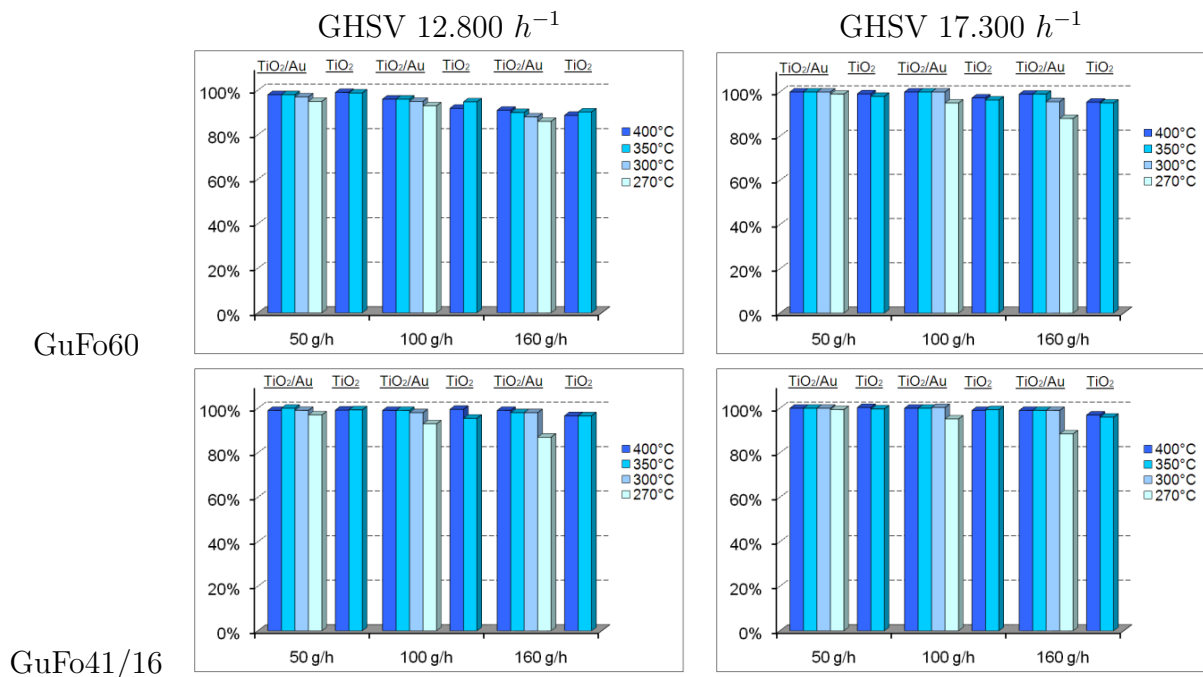 GHSV 12.800 h⁻¹
GHSV 17.300 h⁻¹
TiO₂/Au TiO₂ TiO₂/Au TiO₂ TiO₂/Au TiO₂
100%
80%
60%
40%
20%
0%
400°C
350°C
300°C
270°C
50 g/h 100 g/h 160 g/h
TiO₂/Au TiO₂ TiO₂/Au TiO₂ TiO₂/Au TiO₂
100%
80%
60%
40%
20%
0%
400°C
350°C
300°C
270°C
50 g/h 100 g/h 160 g/h
GuFo60
TiO₂/Au TiO₂ TiO₂/Au TiO₂ TiO₂/Au TiO₂
100%
80%
60%
40%
20%
0%
400°C
350°C
300°C
270°C
50 g/h 100 g/h 160 g/h
TiO₂/Au TiO₂ TiO₂/Au TiO₂ TiO₂/Au TiO₂
100%
80%
60%
40%
20%
0%
400°C
350°C
300°C
270°C
50 g/h 100 g/h 160 g/h
GuFo41/16